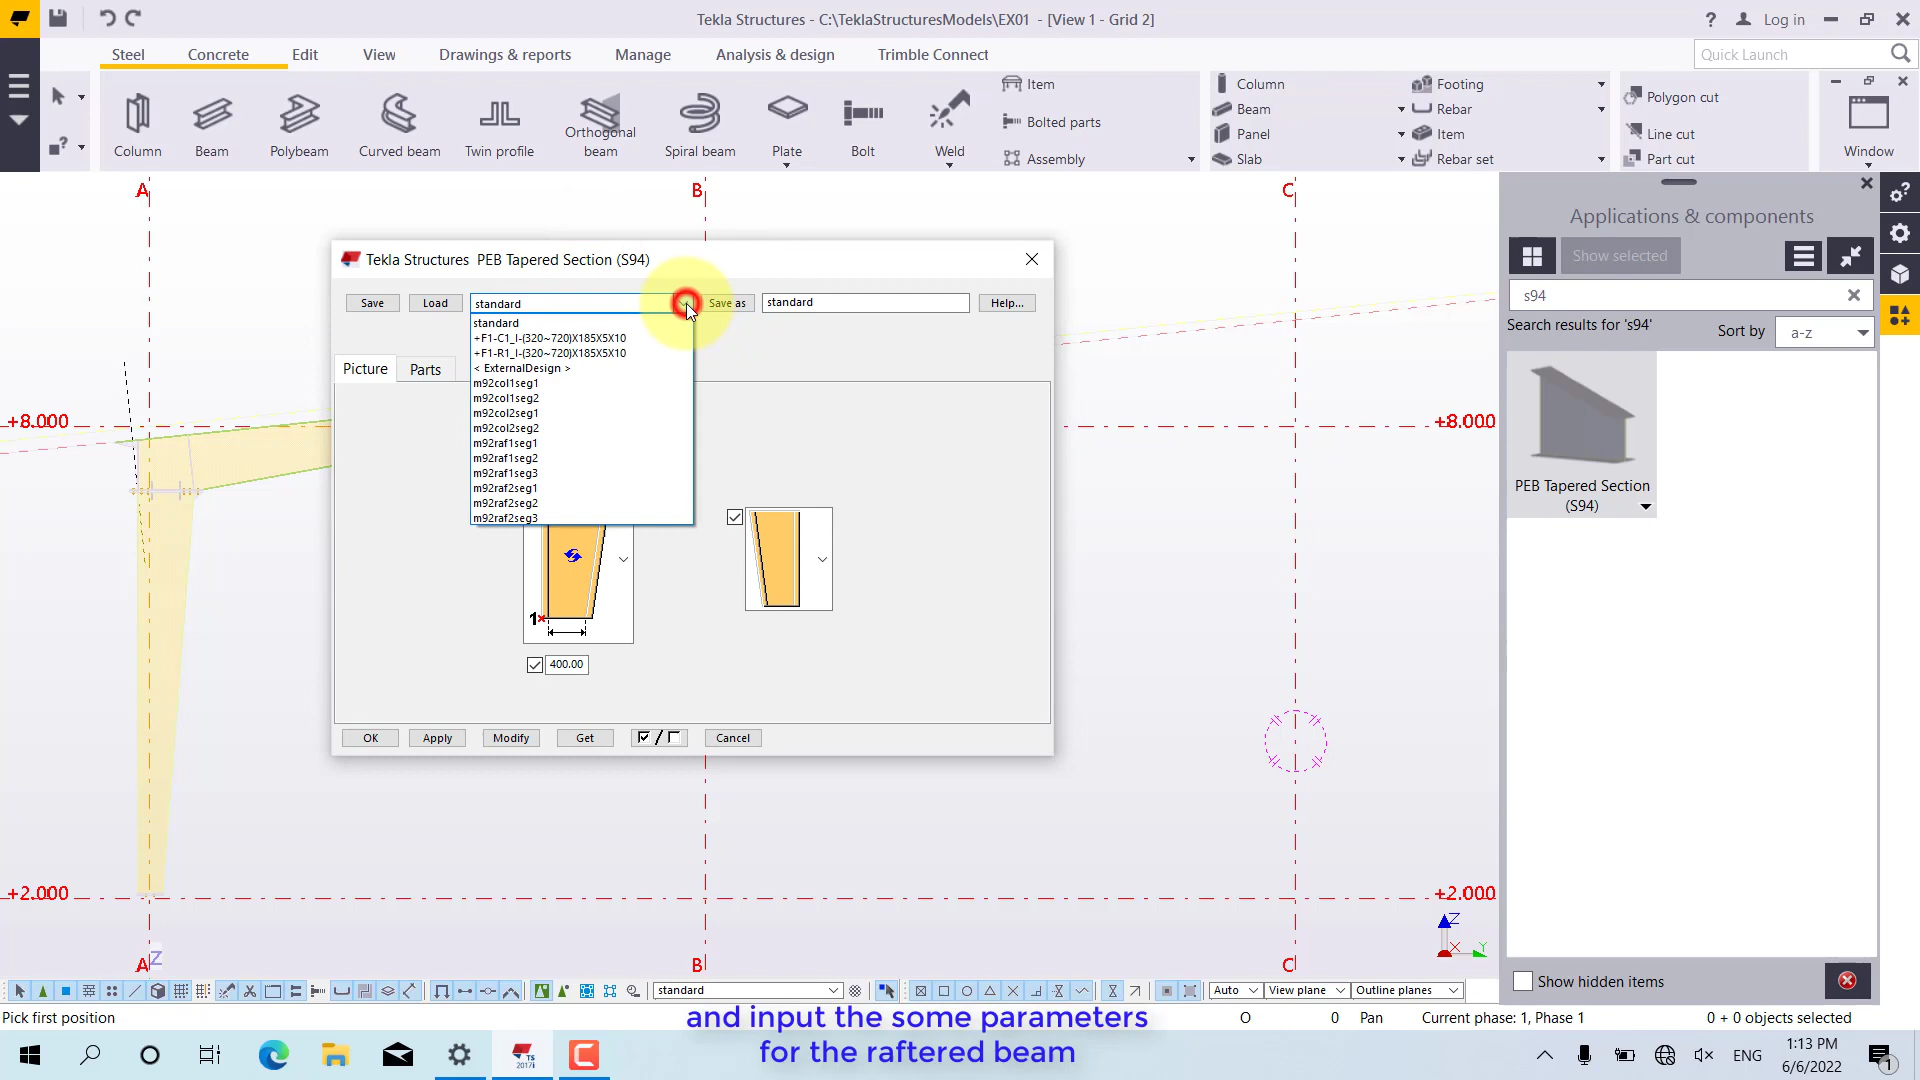 Tekla Structures - C:\TeklaStructuresModels\EX01 - [View 1 - Grid 2]
? Log in
Steel Concrete Edit View Drawings & reports Manage Analysis & design Trimble Connect
Quick Launch
Column
Beam
Polybeam
Curved beam
Twin profile
Orthogonal
beam
Spiral beam
Plate
Bolt
Weld
Item
Bolted parts
Assembly
Column
Beam
Panel
Slab
Footing
Rebar
Item
Rebar set
Polygon cut
Line cut
Part cut
Window
A B C
Tekla Structures PEB Tapered Section (S94)
Save Load standard Save as standard Help...
standard
+F1-C1_I-(320~720)X185X5X10
+F1-R1_I-(320~720)X185X5X10
< ExternalDesign >
m92col1seg1
m92col1seg2
m92col2seg1
m92col2seg2
m92raf1seg1
m92raf1seg2
m92raf1seg3
m92raf2seg1
m92raf2seg2
m92raf2seg3
Picture Parts
1
400.00
OK Apply Modify Get / Cancel
+8.000 +8.000
+2.000 +2.000
A Z B C
Z X Y
Applications & components
Show selected
s94
Search results for 's94'
Sort by a-z
PEB Tapered Section
(S94)
Show hidden items
standard
Auto View plane Outline planes
Pick first position
O 0 Pan Current phase: 1, Phase 1 0 + 0 objects selected
and input the some parameters
for the raftered beam
TS
2017i
ENG
1:13 PM
6/6/2022
1